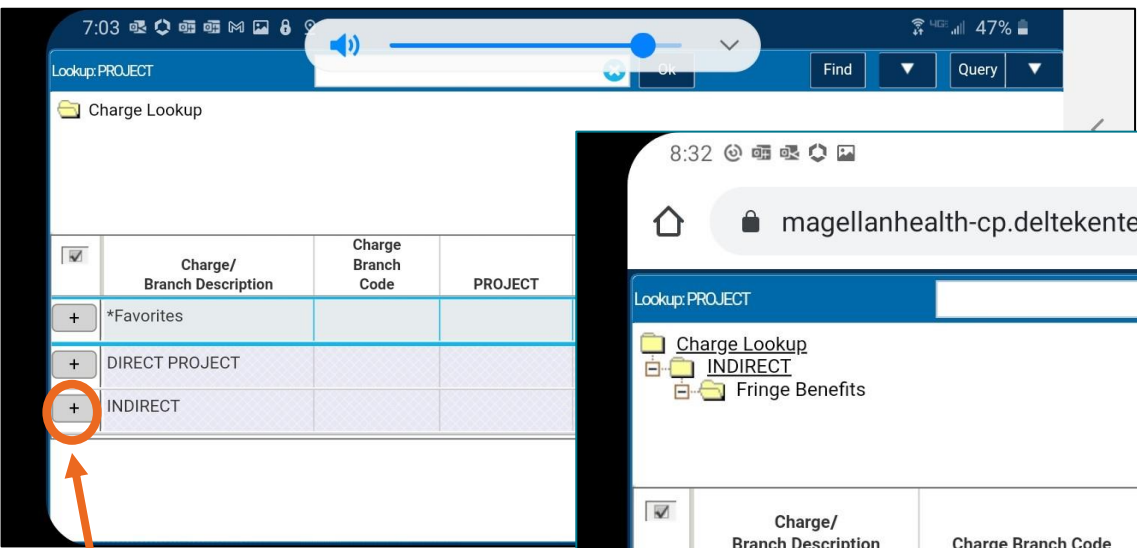 7:03
47%
Lookup: PROJECT
Ok
Find
Query
Charge Lookup
Charge/
Branch Description
Charge
Branch
Code
PROJECT
+ *Favorites
+ DIRECT PROJECT
+ INDIRECT
8:32
magellanhealth-cp.deltekente
Lookup: PROJECT
Charge Lookup
INDIRECT
Fringe Benefits
Charge/
Branch Description
Charge Branch Code